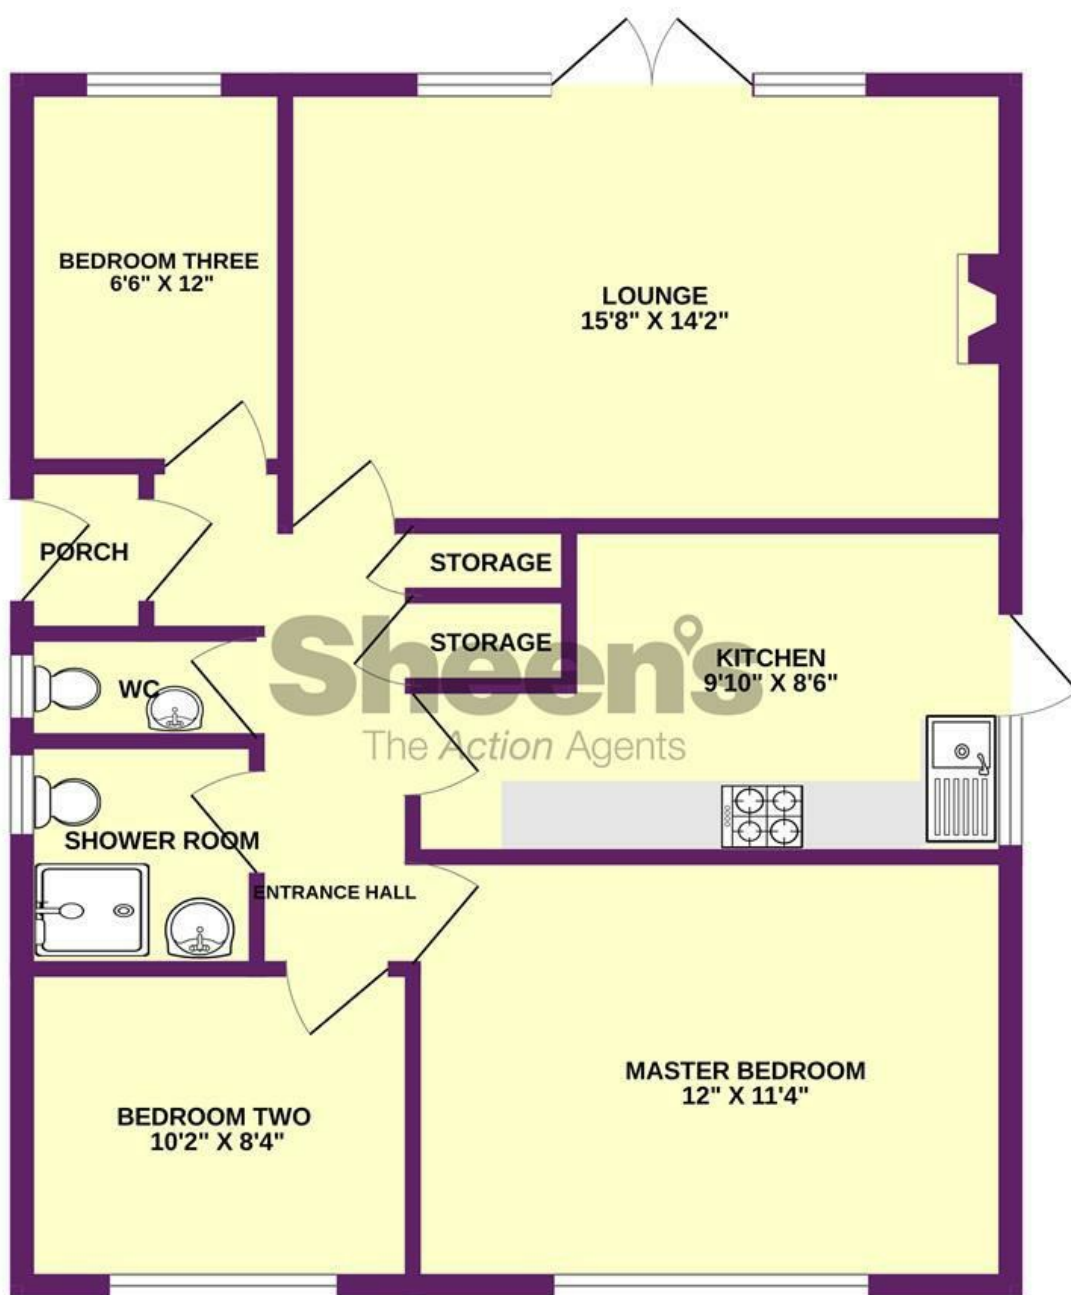 BEDROOM THREE
6'6" X 12"
LOUNGE
15'8" X 14'2"
PORCH
STORAGE
STORAGE
Sheen's
The Action Agents
KITCHEN
9'10" X 8'6"
WC
SHOWER ROOM
ENTRANCE HALL
MASTER BEDROOM
12" X 11'4"
BEDROOM TWO
10'2" X 8'4"